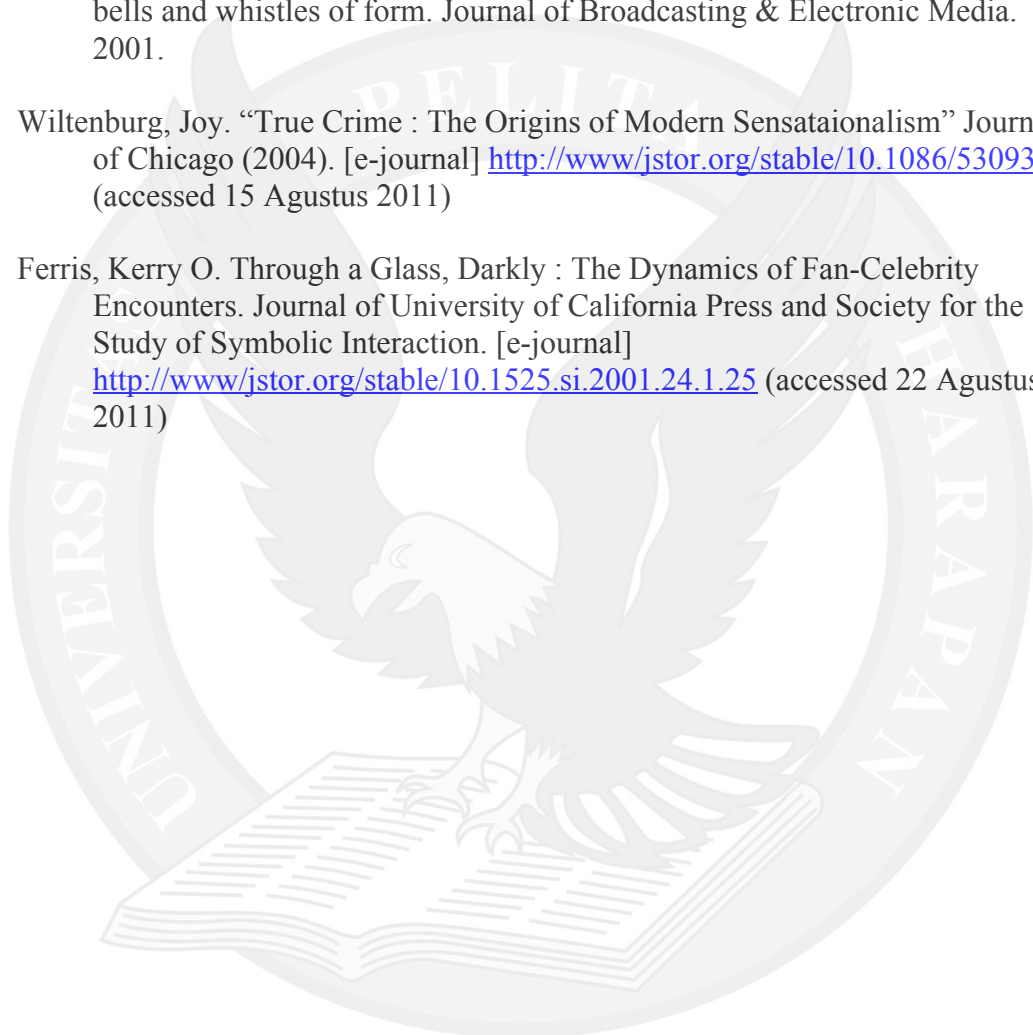 bells and whistles of form. Journal of Broadcasting & Electronic Media.
2001.
Wiltenburg, Joy. “True Crime : The Origins of Modern Sensataionalism” Journ
of Chicago (2004). [e-journal] http://www/jstor.org/stable/10.1086/53093
(accessed 15 Agustus 2011)
Ferris, Kerry O. Through a Glass, Darkly : The Dynamics of Fan-Celebrity
Encounters. Journal of University of California Press and Society for the
Study of Symbolic Interaction. [e-journal]
http://www/jstor.org/stable/10.1525.si.2001.24.1.25 (accessed 22 Agustus
2011)
UNIVERSITAS PELITA HARAPAN